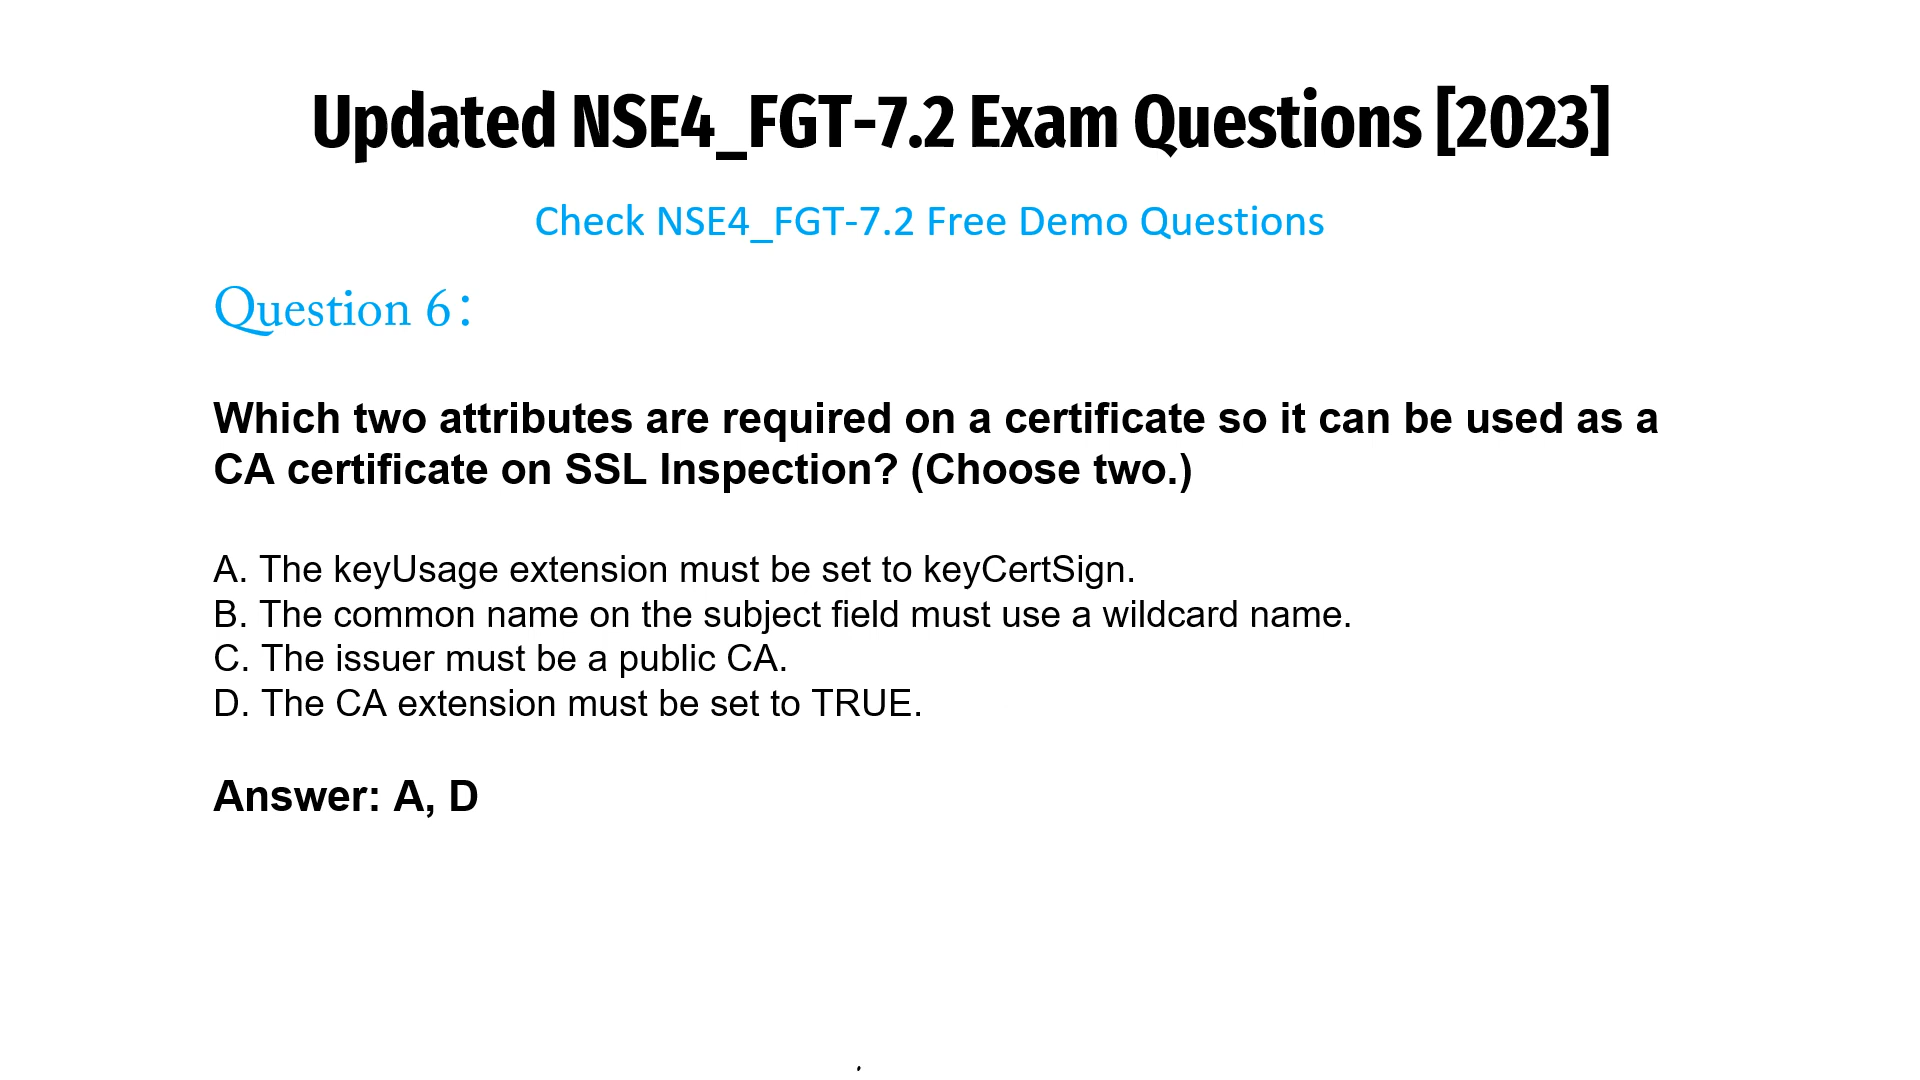 Updated NSE4_FGT-7.2 Exam Questions [2023]
Check NSE4_FGT-7.2 Free Demo Questions
Question 6:
Which two attributes are required on a certificate so it can be used as a
CA certificate on SSL Inspection? (Choose two.)
A. The keyUsage extension must be set to keyCertSign.
B. The common name on the subject field must use a wildcard name.
C. The issuer must be a public CA.
D. The CA extension must be set to TRUE.
Answer: A, D